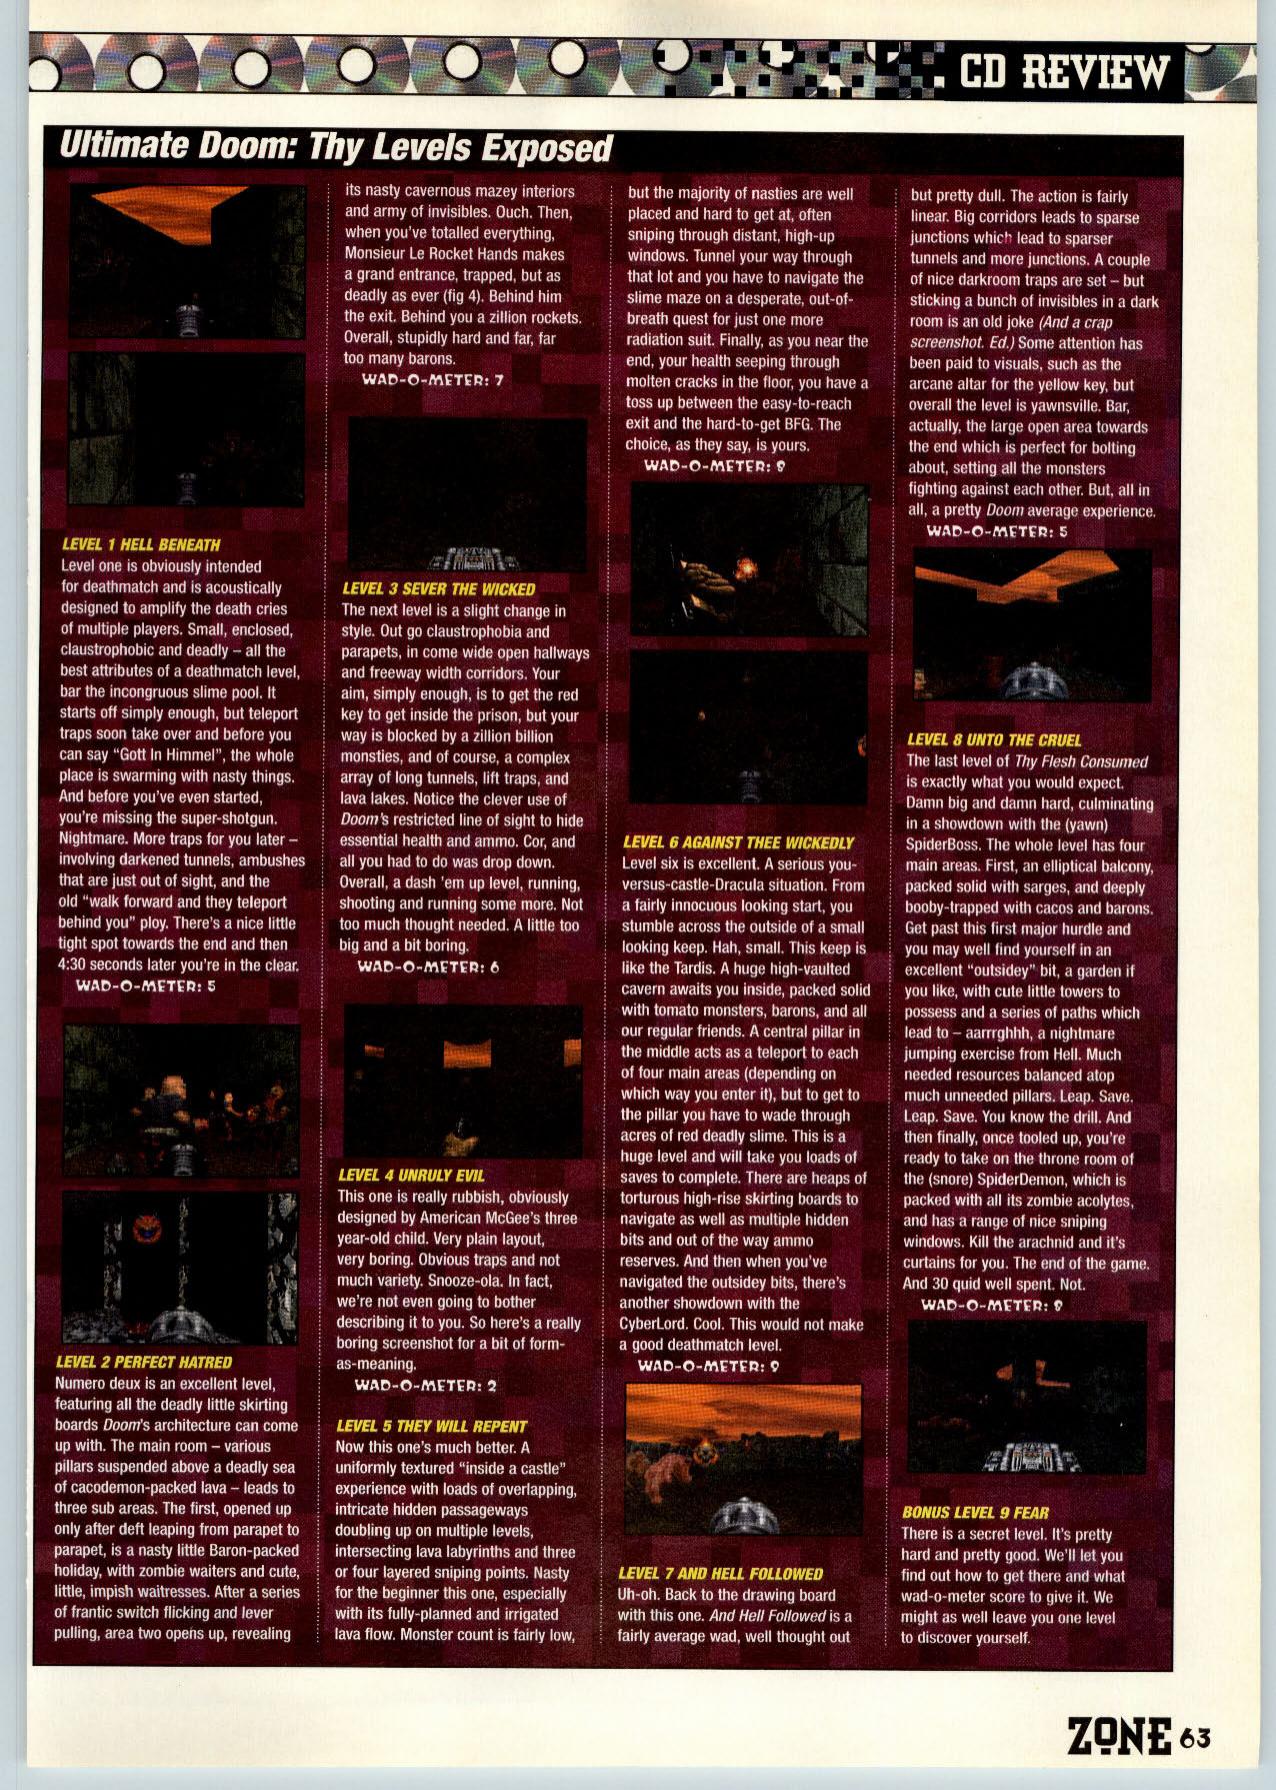 CD REVIEW
Ultimate Doom: Thy Levels Exposed
LEVEL 1 HELL BENEATH
Level one is obviously intended
for deathmatch and is acoustically
designed to amplify the death cries
of multiple players. Small, enclosed,
claustrophobic and deadly – all the
best attributes of a deathmatch level,
bar the incongruous slime pool. It
starts off simply enough, but teleport
traps soon take over and before you
can say “Gott In Himmel”, the whole
place is swarming with nasty things.
And before you’ve even started,
you’re missing the super-shotgun.
Nightmare. More traps for you later –
involving darkened tunnels, ambushes
that are just out of sight, and the
old “walk forward and they teleport
behind you” ploy. There’s a nice little
tight spot towards the end and then
4:30 seconds later you’re in the clear.
WAD-O-METER: 5
LEVEL 2 PERFECT HATRED
Numero deux is an excellent level,
featuring all the deadly little skirting
boards Doom’s architecture can come
up with. The main room – various
pillars suspended above a deadly sea
of cacodemon-packed lava – leads to
three sub areas. The first, opened up
only after deft leaping from parapet to
parapet, is a nasty little Baron-packed
holiday, with zombie waiters and cute,
little, impish waitresses. After a series
of frantic switch flicking and lever
pulling, area two opens up, revealing
its nasty cavernous mazey interiors
and army of invisibles. Ouch. Then,
when you’ve totalled everything,
Monsieur Le Rocket Hands makes
a grand entrance, trapped, but as
deadly as ever (fig 4). Behind him
the exit. Behind you a zillion rockets.
Overall, stupidly hard and far, far
too many barons.
WAD-O-METER: 7
LEVEL 3 SEVER THE WICKED
The next level is a slight change in
style. Out go claustrophobia and
parapets, in come wide open hallways
and freeway width corridors. Your
aim, simply enough, is to get the red
key to get inside the prison, but your
way is blocked by a zillion billion
monsties, and of course, a complex
array of long tunnels, lift traps, and
lava lakes. Notice the clever use of
Doom’s restricted line of sight to hide
essential health and ammo. Cor, and
all you had to do was drop down.
Overall, a dash ’em up level, running,
shooting and running some more. Not
too much thought needed. A little too
big and a bit boring.
WAD-O-METER: 6
LEVEL 4 UNRULY EVIL
This one is really rubbish, obviously
designed by American McGee’s three
year-old child. Very plain layout,
very boring. Obvious traps and not
much variety. Snooze-ola. In fact,
we’re not even going to bother
describing it to you. So here’s a really
boring screenshot for a bit of form-
as-meaning.
WAD-O-METER: 2
LEVEL 5 THEY WILL REPENT
Now this one’s much better. A
uniformly textured “inside a castle”
experience with loads of overlapping,
intricate hidden passageways
doubling up on multiple levels,
intersecting lava labyrinths and three
or four layered sniping points. Nasty
for the beginner this one, especially
with its fully-planned and irrigated
lava flow. Monster count is fairly low,
but the majority of nasties are well
placed and hard to get at, often
sniping through distant, high-up
windows. Tunnel your way through
that lot and you have to navigate the
slime maze on a desperate, out-of-
breath quest for just one more
radiation suit. Finally, as you near the
end, your health seeping through
molten cracks in the floor, you have a
toss up between the easy-to-reach
exit and the hard-to-get BFG. The
choice, as they say, is yours.
WAD-O-METER: 8
LEVEL 6 AGAINST THEE WICKEDLY
Level six is excellent. A serious you-
versus-castle-Dracula situation. From
a fairly innocuous looking start, you
stumble across the outside of a small
looking keep. Hah, small. This keep is
like the Tardis. A huge high-vaulted
cavern awaits you inside, packed solid
with tomato monsters, barons, and all
our regular friends. A central pillar in
the middle acts as a teleport to each
of four main areas (depending on
which way you enter it), but to get to
the pillar you have to wade through
acres of red deadly slime. This is a
huge level and will take you loads of
saves to complete. There are heaps of
torturous high-rise skirting boards to
navigate as well as multiple hidden
bits and out of the way ammo
reserves. And then when you’ve
navigated the outsidey bits, there’s
another showdown with the
CyberLord. Cool. This would not make
a good deathmatch level.
WAD-O-METER: 9
LEVEL 7 AND HELL FOLLOWED
Uh-oh. Back to the drawing board
with this one. And Hell Followed is a
fairly average wad, well thought out
but pretty dull. The action is fairly
linear. Big corridors leads to sparse
junctions which lead to sparser
tunnels and more junctions. A couple
of nice darkroom traps are set – but
sticking a bunch of invisibles in a dark
room is an old joke (And a crap
screenshot. Ed.) Some attention has
been paid to visuals, such as the
arcane altar for the yellow key, but
overall the level is yawnsville. Bar,
actually, the large open area towards
the end which is perfect for bolting
about, setting all the monsters
fighting against each other. But, all in
all, a pretty Doom average experience.
WAD-O-METER: 5
LEVEL 8 UNTO THE CRUEL
The last level of Thy Flesh Consumed
is exactly what you would expect.
Damn big and damn hard, culminating
in a showdown with the (yawn)
SpiderBoss. The whole level has four
main areas. First, an elliptical balcony,
packed solid with sarges, and deeply
booby-trapped with cacos and barons.
Get past this first major hurdle and
you may well find yourself in an
excellent “outsidey” bit, a garden if
you like, with cute little towers to
possess and a series of paths which
lead to – aarrrghhh, a nightmare
jumping exercise from Hell. Much
needed resources balanced atop
much unneeded pillars. Leap. Save.
Leap. Save. You know the drill. And
then finally, once tooled up, you’re
ready to take on the throne room of
the (snore) SpiderDemon, which is
packed with all its zombie acolytes,
and has a range of nice sniping
windows. Kill the arachnid and it’s
curtains for you. The end of the game.
And 30 quid well spent. Not.
WAD-O-METER: 8
BONUS LEVEL 9 FEAR
There is a secret level. It’s pretty
hard and pretty good. We’ll let you
find out how to get there and what
wad-o-meter score to give it. We
might as well leave you one level
to discover yourself.
ZONE 63